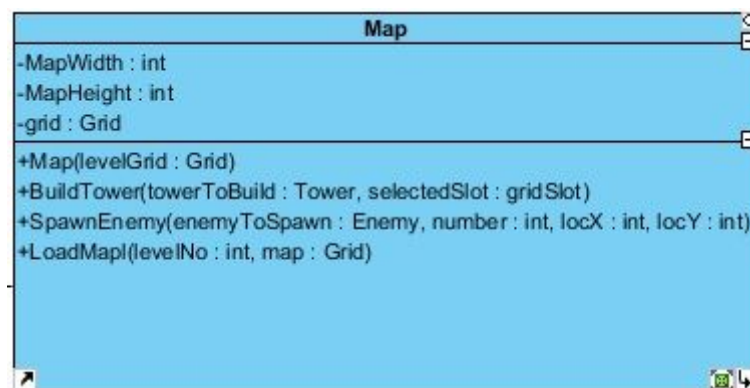 Map
-MapWidth : int
-MapHeight : int
-grid : Grid
+Map(levelGrid : Grid)
+BuildTower(towerToBuild : Tower, selectedSlot : gridSlot)
+SpawnEnemy(enemyToSpawn : Enemy, number : int, locX : int, locY : int)
+LoadMapl(levelNo : int, map : Grid)